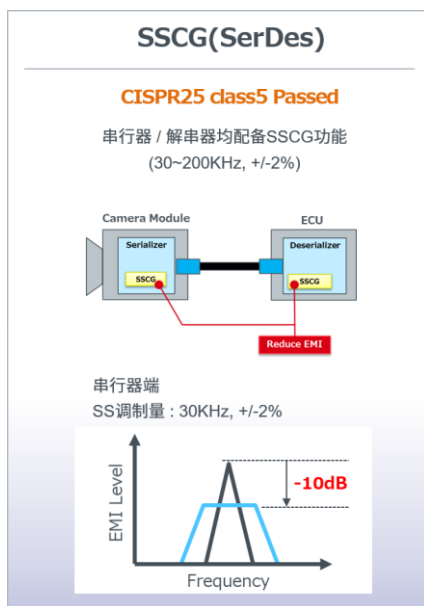 SSCG(SerDes)
CISPR25 class5 Passed
串行器 / 解串器均配备SSCG功能
(30~200KHz, +/-2%)
Camera Module
ECU
Serializer
Deserializer
SSCG
SSCG
Reduce EMI
串行器端
SS调制量 : 30KHz, +/-2%
-10dB
EMI Level
Frequency